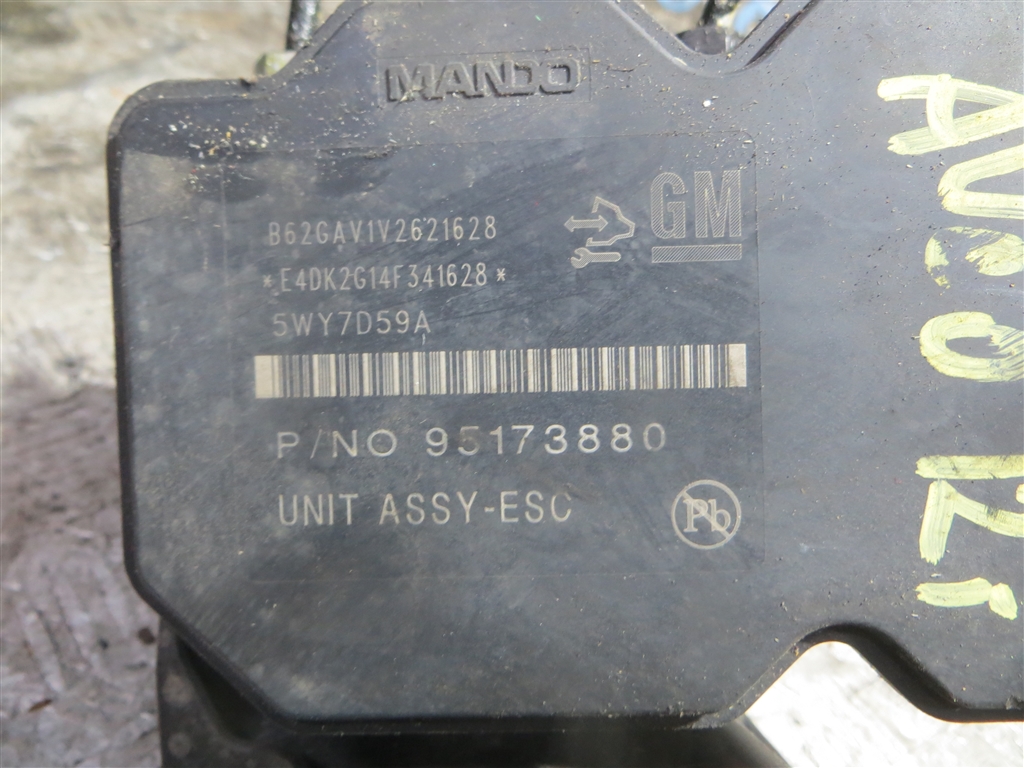 MANDO
GM
B62GAV1V2621628
*E4DK2G14F341628*
5WY7D59A
P/NO 95173880
UNIT ASSY-ESC
Pb